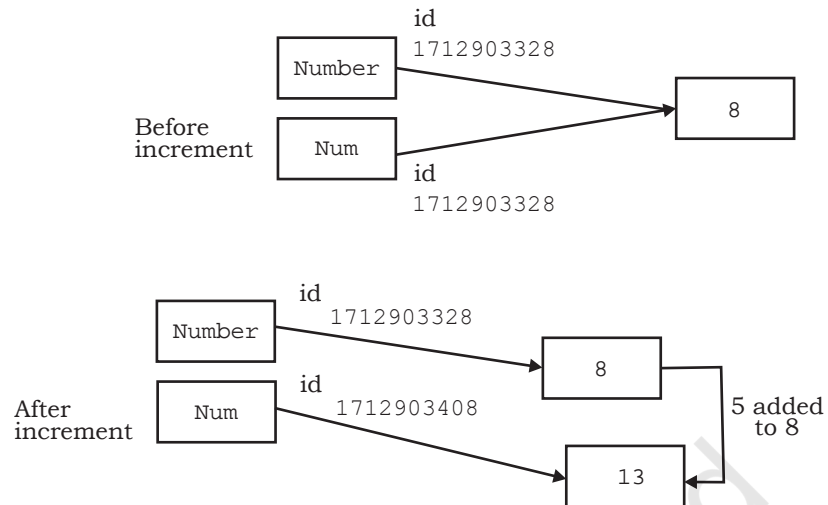 id
1712903328
Number
8
Before
increment
Num
id
1712903328
id
1712903328
Number
8
id
1712903408
After
increment
Num
5 added
to 8
13